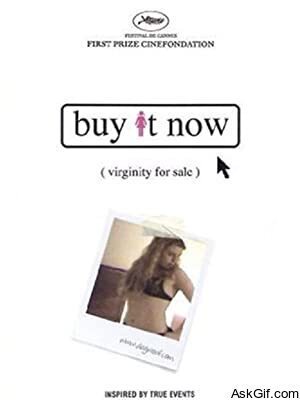 FESTIVAL DE CANNES
FIRST PRIZE CINEFONDATION
buy it now
( virginity for sale )
INSPIRED BY TRUE EVENTS
AskGif.com